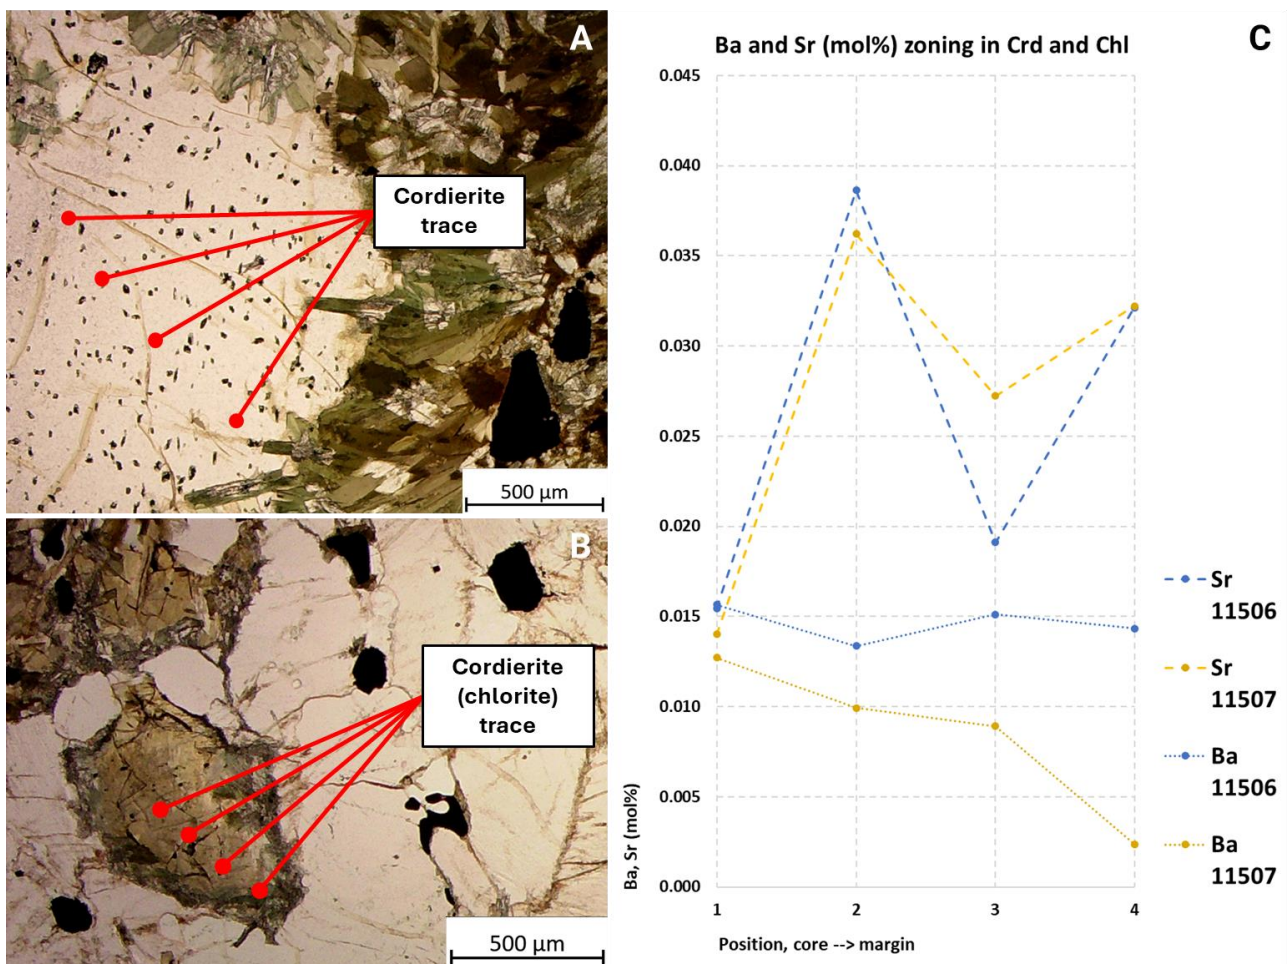 A
Cordierite
trace
500 µm
B
Cordierite
(chlorite)
trace
500 µm
Ba and Sr (mol%) zoning in Crd and Chl
C
0.045
0.040
0.035
0.030
0.025
0.020
0.015
0.010
0.005
0.000
Ba, Sr (mol%)
1
2
3
4
Position, core --> margin
Sr
11506
Sr
11507
Ba
11506
Ba
11507